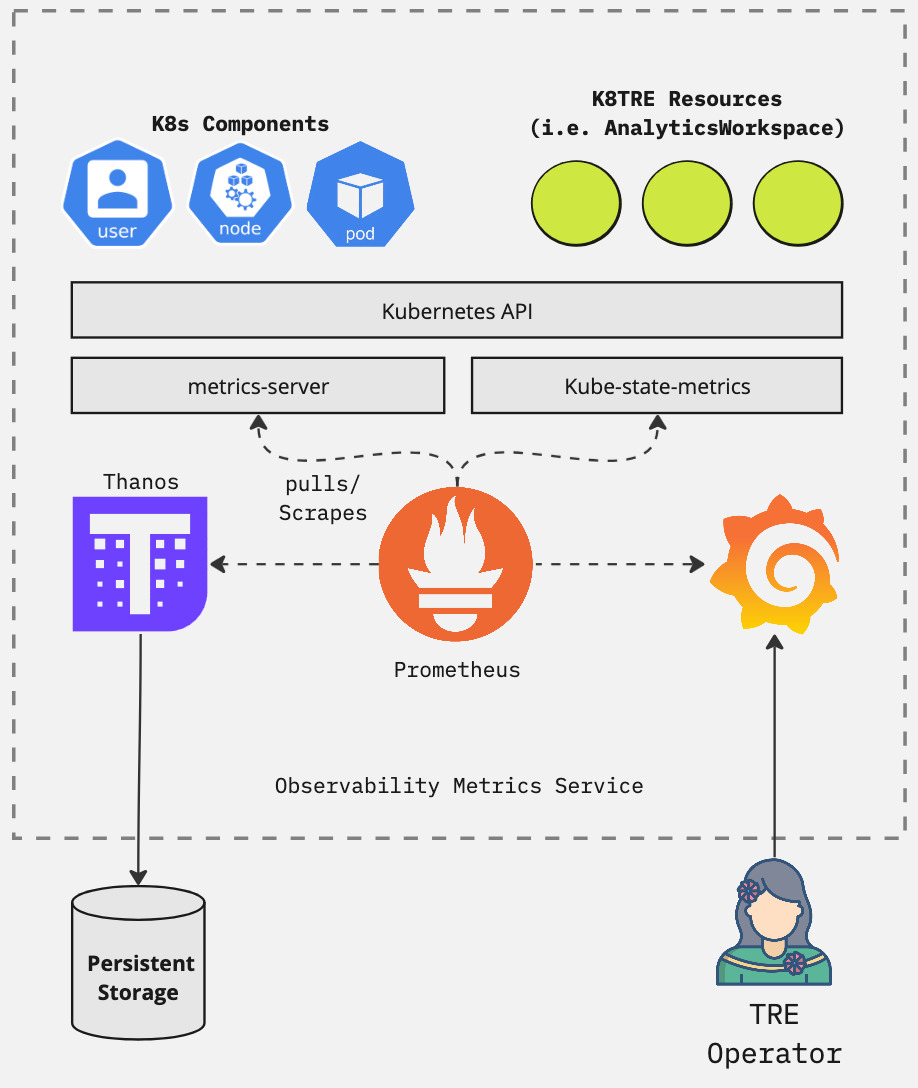 K8s Components
K8TRE Resources
(i.e. AnalyticsWorkspace)
user
node
pod
Kubernetes API
metrics-server
Kube-state-metrics
Thanos
pulls/
Scrapes
Prometheus
Observability Metrics Service
Persistent
Storage
TRE
Operator